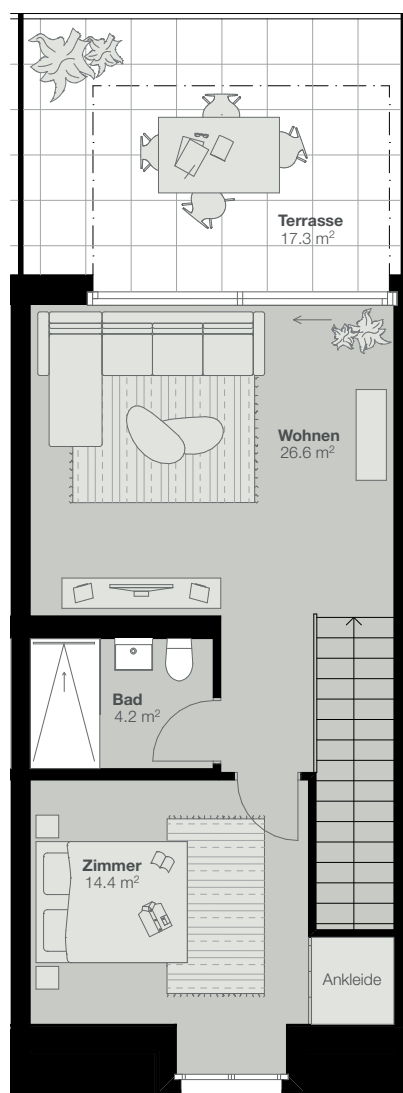 Terrasse
17.3 m²
Wohnen
26.6 m²
Bad
4.2 m²
Zimmer
14.4 m²
Ankleide